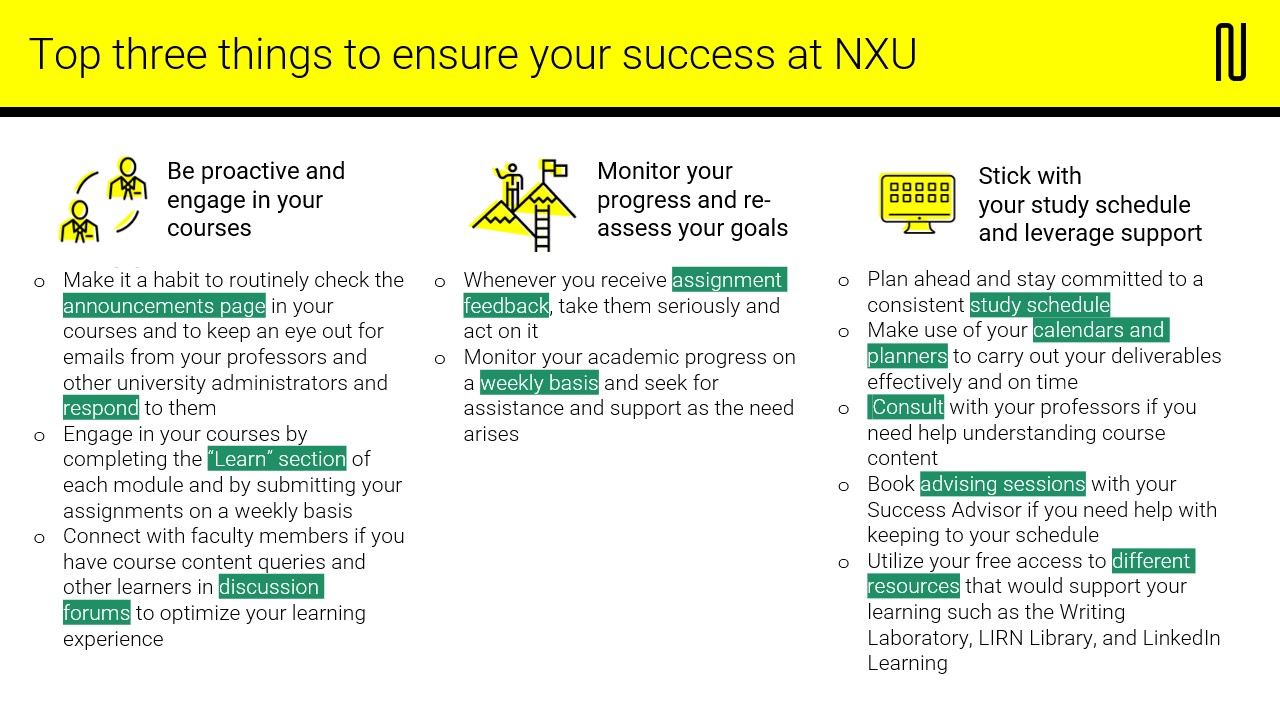 Top three things to ensure your success at NXU
Be proactive and
engage in your
courses
o Make it a habit to routinely check the
announcements page in your
courses and to keep an eye out for
emails from your professors and
other university administrators and
respond to them
o Engage in your courses by
completing the “Learn” section of
each module and by submitting your
assignments on a weekly basis
o Connect with faculty members if you
have course content queries and
other learners in discussion
forums to optimize your learning
experience
Monitor your
progress and re-
assess your goals
o Whenever you receive assignment
feedback, take them seriously and
act on it
o Monitor your academic progress on
a weekly basis and seek for
assistance and support as the need
arises
Stick with
your study schedule
and leverage support
o Plan ahead and stay committed to a
consistent study schedule
o Make use of your calendars and
planners to carry out your deliverables
effectively and on time
o Consult with your professors if you
need help understanding course
content
o Book advising sessions with your
Success Advisor if you need help with
keeping to your schedule
o Utilize your free access to different
resources that would support your
learning such as the Writing
Laboratory, LIRN Library, and LinkedIn
Learning